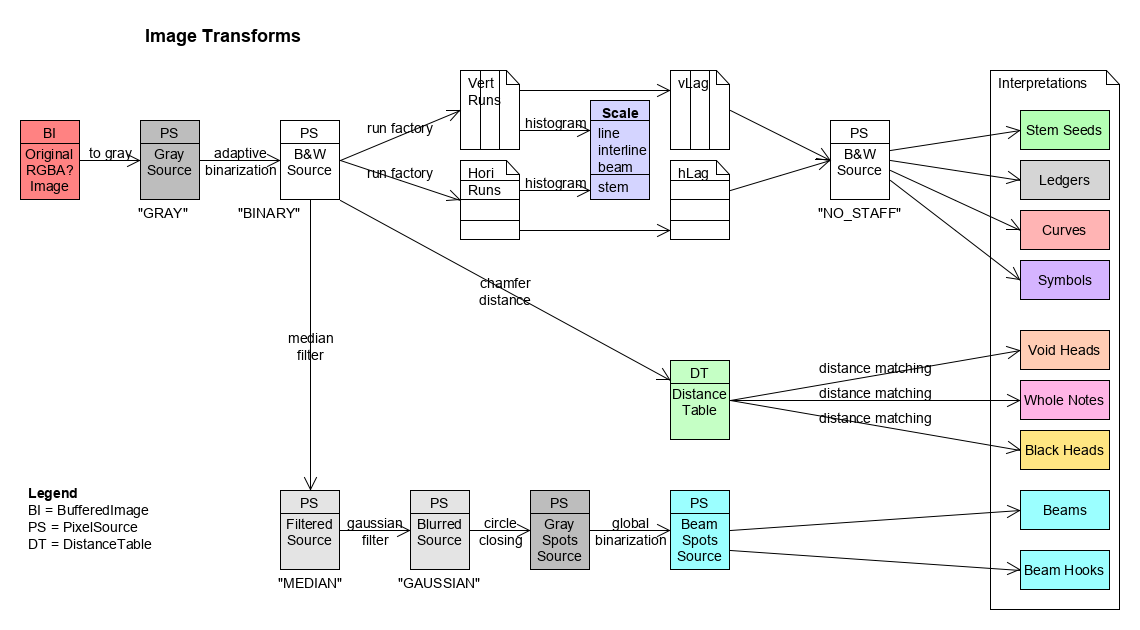 Image Transforms
BI
Original
RGBA?
Image
to gray
PS
Gray
Source
"GRAY"
adaptive
binarization
PS
B&W
Source
"BINARY"
run factory
run factory
Vert
Runs
Hori
Runs
histogram
histogram
Scale
line
interline
beam
stem
vLag
hLag
PS
B&W
Source
"NO_STAFF"
Interpretations
Stem Seeds
Ledgers
Curves
Symbols
chamfer
distance
median
filter
DT
Distance
Table
distance matching
distance matching
distance matching
Void Heads
Whole Notes
Black Heads
Legend
BI = BufferedImage
PS = PixelSource
DT = DistanceTable
PS
Filtered
Source
"MEDIAN"
gaussian
filter
PS
Blurred
Source
"GAUSSIAN"
circle
closing
PS
Gray
Spots
Source
global
binarization
PS
Beam
Spots
Source
Beams
Beam Hooks